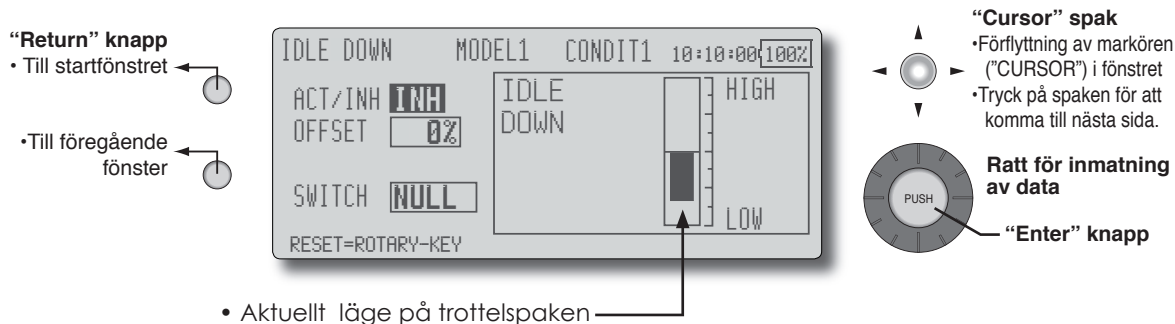 “Return” knapp
• Till startfönstret
•Till föregående
fönster
IDLE DOWN MODEL1 CONDIT1 10:10:00 100%
ACT/INH INH
OFFSET 0%
SWITCH NULL
RESET=ROTARY-KEY
IDLE
DOWN
HIGH
LOW
• Aktuellt läge på trottelspaken
“Cursor” spak
•Förflyttning av markören
(”CURSOR”) i fönstret
•Tryck på spaken för att
komma till nästa sida.
Ratt för inmatning
av data
PUSH
“Enter” knapp